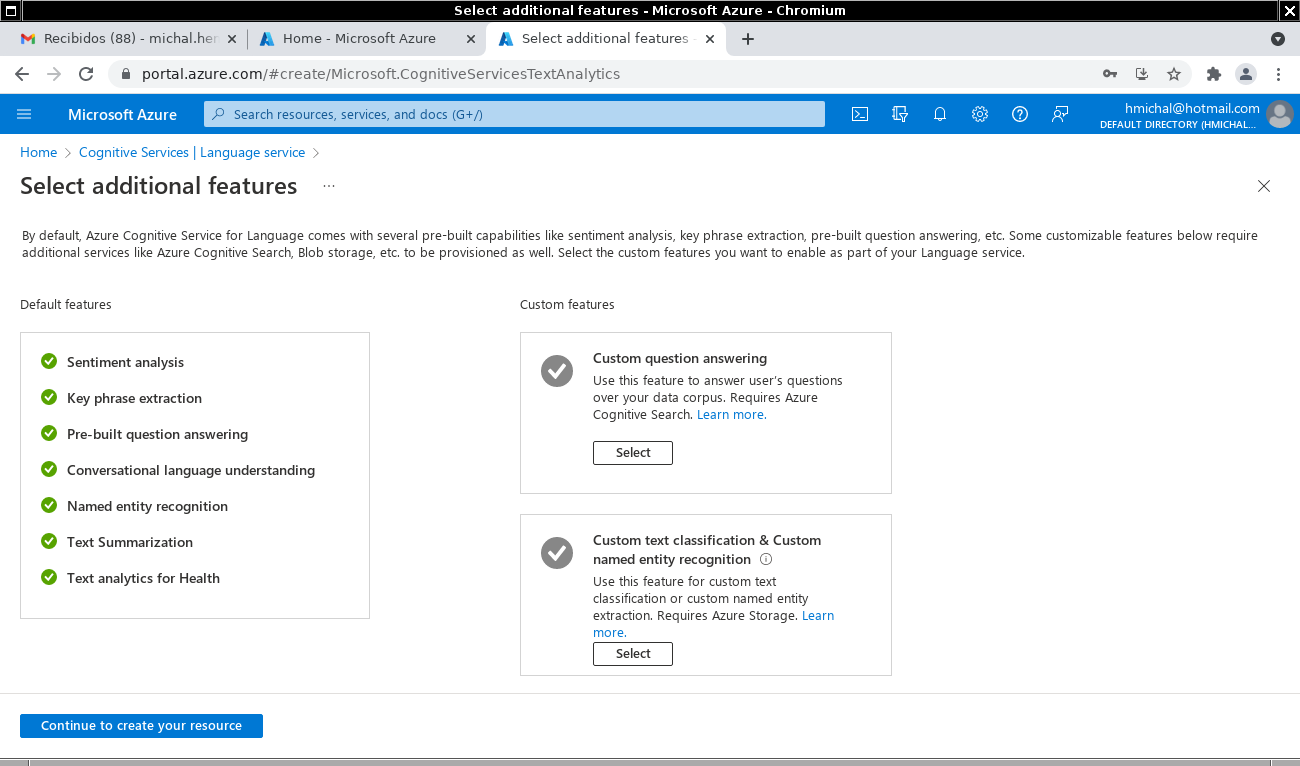 Select additional features - Microsoft Azure - Chromium
Recibidos (88) - michal.her
Home - Microsoft Azure
Select additional features -
portal.azure.com/#create/Microsoft.CognitiveServicesTextAnalytics
Microsoft Azure
Search resources, services, and docs (G+/)
hmichal@hotmail.com
DEFAULT DIRECTORY (HMICHAL...
Home
Cognitive Services | Language service
Select additional features
...
By default, Azure Cognitive Service for Language comes with several pre-built capabilities like sentiment analysis, key phrase extraction, pre-built question answering, etc. Some customizable features below require
additional services like Azure Cognitive Search, Blob storage, etc. to be provisioned as well. Select the custom features you want to enable as part of your Language service.
Default features
Sentiment analysis
Key phrase extraction
Pre-built question answering
Conversational language understanding
Named entity recognition
Text Summarization
Text analytics for Health
Custom features
Custom question answering
Use this feature to answer user's questions
over your data corpus. Requires Azure
Cognitive Search. Learn more.
Select
Custom text classification & Custom
named entity recognition
Use this feature for custom text
classification or custom named entity
extraction. Requires Azure Storage. Learn
more.
Select
Continue to create your resource